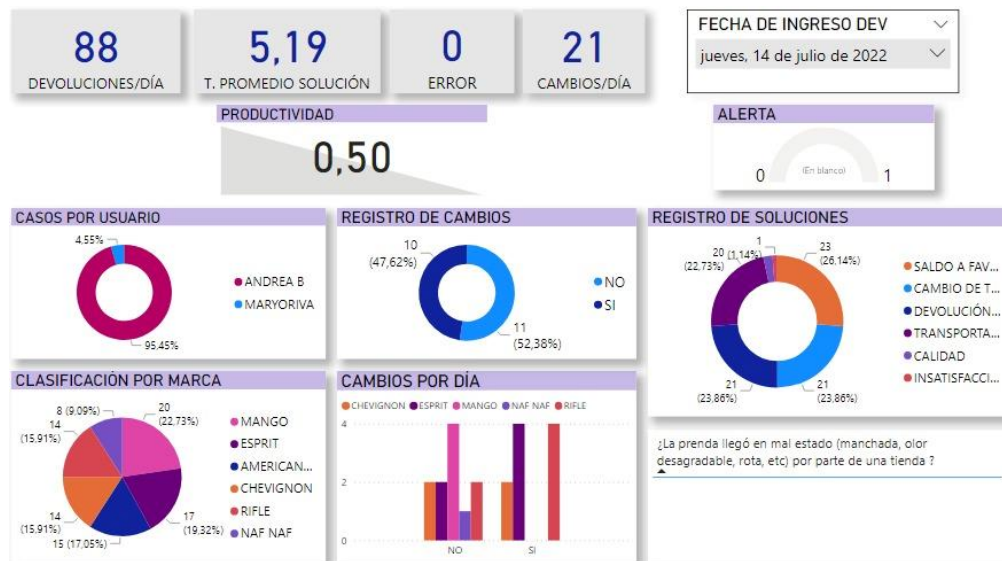 88
DEVOLUCIONES/DÍA
5,19
T. PROMEDIO SOLUCIÓN
0
ERROR
21
CAMBIOS/DÍA
FECHA DE INGRESO DEV
jueves, 14 de julio de 2022
PRODUCTIVIDAD
0,50
ALERTA
0
(En blanco)
1
CASOS POR USUARIO
4.55%
95.45%
ANDREA B
MARYORIVA
REGISTRO DE CAMBIOS
10
(47,62%)
11
(52,38%)
NO
SI
REGISTRO DE SOLUCIONES
1
(1,14%)
20
(22,73%)
23
(26,14%)
21
(23,86%)
21
(23,86%)
SALDO A FAV...
CAMBIO DE T...
DEVOLUCIÓN...
TRANSPORTA...
CALIDAD
INSATISFACCI...
CLASIFICACIÓN POR MARCA
8 (9.09%)
20
(22,73%)
14
(15.91%)
14
(15.91%)
15 (17.05%)
17
(19,32%)
MANGO
ESPRIT
AMERICAN...
CHEVIGNON
RIFLE
NAF NAF
CAMBIOS POR DÍA
CHEVIGNON ESPRIT MANGO NAF NAF RIFLE
4
2
0
NO
SI
¿La prenda llegó en mal estado (manchada, olor
desagradable, rota, etc) por parte de una tienda ?